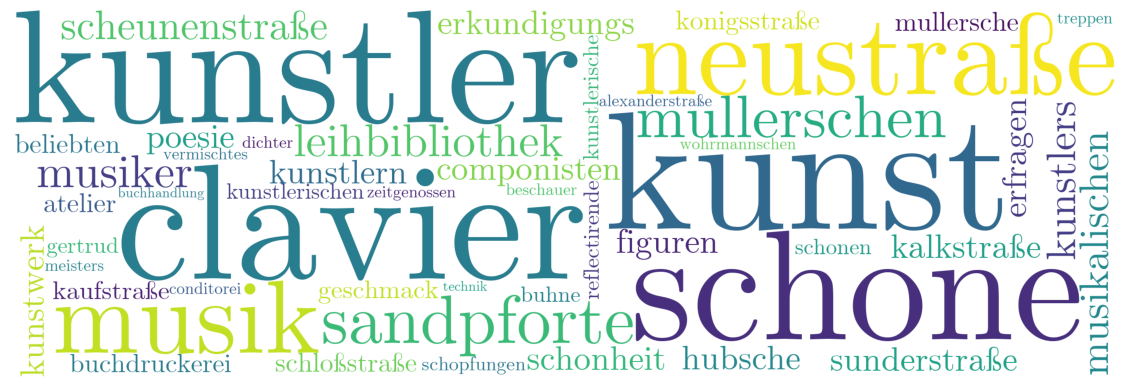 scheunenstraße
erkundigungs
konigsstraße
mullersche
treppen
kunstler
neustraße
kunstlerische
alexanderstraße
mullerschen
beliebten
poesie
dichter
vermischtes
leihbibliothek
wohrmannschen
kunst
erfragen
kunstlers
musikalischen
musiker
kunstlern
componisten
buchhandlung
kunstlerischen
zeitgenossen
beschauer
atelier
clavier
reflectirende
gertrud
meisters
figuren
schonen
kalkstraße
schone
kunstwerk
kaufstraße
conditorei
geschmack
technik
buhne
musik
sandpforte
buchdruckerei
schloßstraße
schopfungen
schonheit
hubsche
sunderstraße